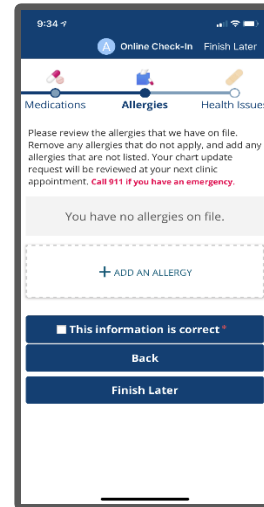 9:34
A Online Check-In Finish Later
Medications Allergies Health Issues
Please review the allergies that we have on file.
Remove any allergies that do not apply, and add any
allergies that are not listed. Your chart update
request will be reviewed at your next clinic
appointment. Call 911 if you have an emergency.
You have no allergies on file.
+ ADD AN ALLERGY
This information is correct*
Back
Finish Later